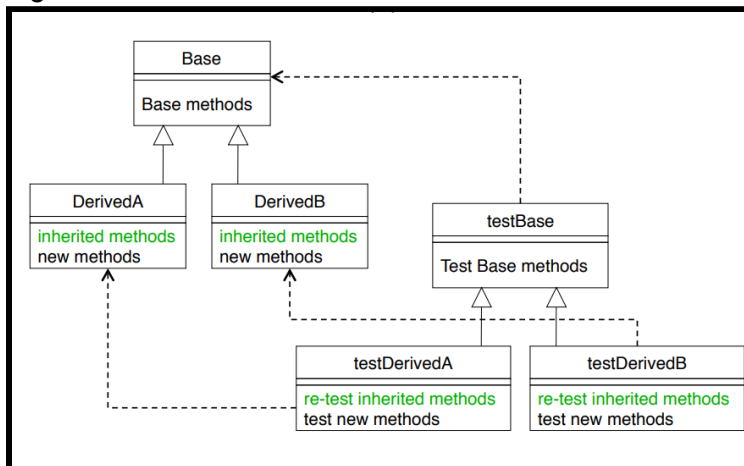 Base
Base methods
DerivedA
inherited methods
new methods
DerivedB
inherited methods
new methods
testBase
Test Base methods
testDerivedA
re-test inherited methods
test new methods
testDerivedB
re-test inherited methods
test new methods